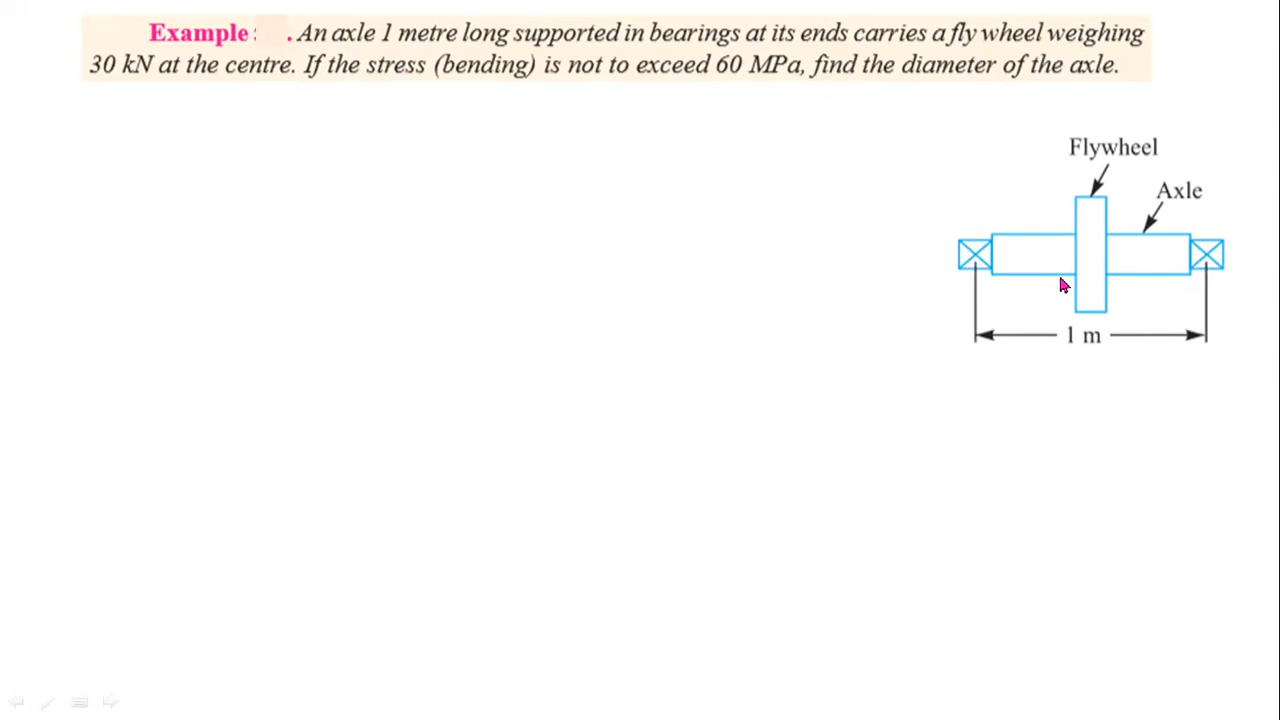 Example : . An axle 1 metre long supported in bearings at its ends carries a fly wheel weighing
30 kN at the centre. If the stress (bending) is not to exceed 60 MPa, find the diameter of the axle.
Flywheel
Axle
1 m